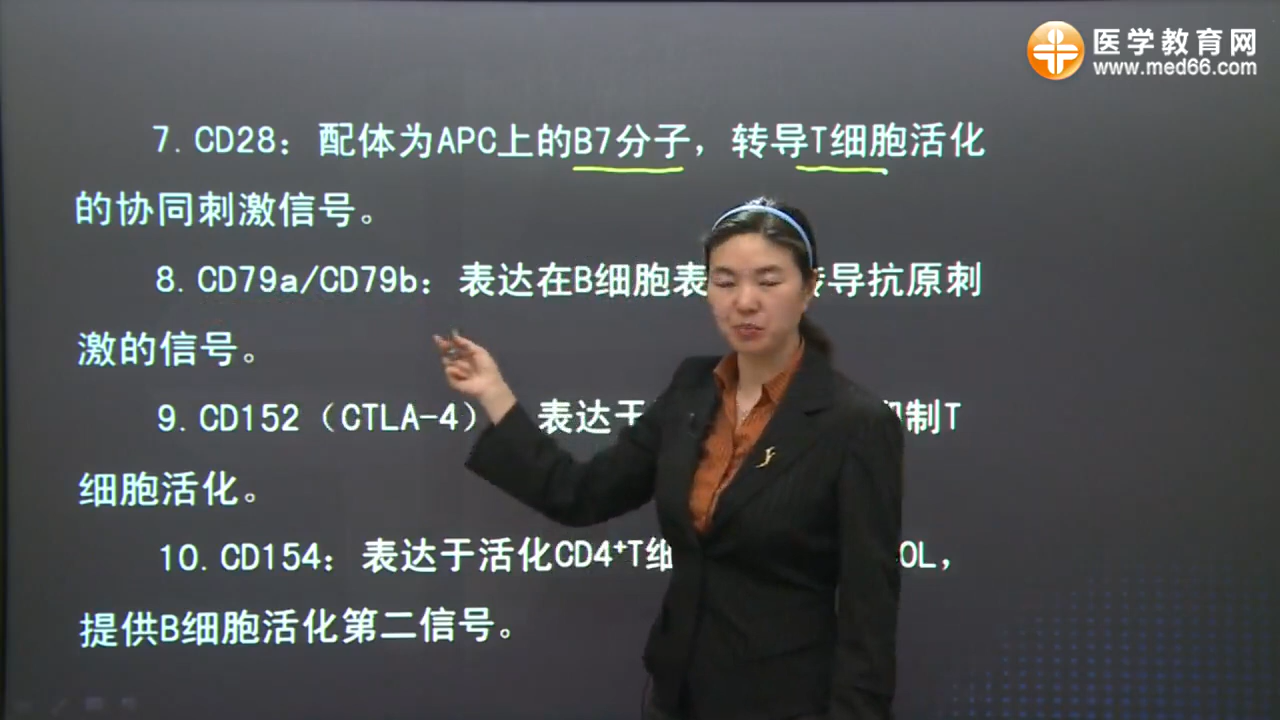 医学教育网
www.med66.com
7. CD28：配体为APC上的B7分子，转导T细胞活化
的协同刺激信号。
8. CD79a/CD79b：表达在B细胞表 导抗原刺
激的信号。
9. CD152（CTLA-4） 表达于 制T
细胞活化。
10. CD154：表达于活化CD4⁺T细 OL，
提供B细胞活化第二信号。